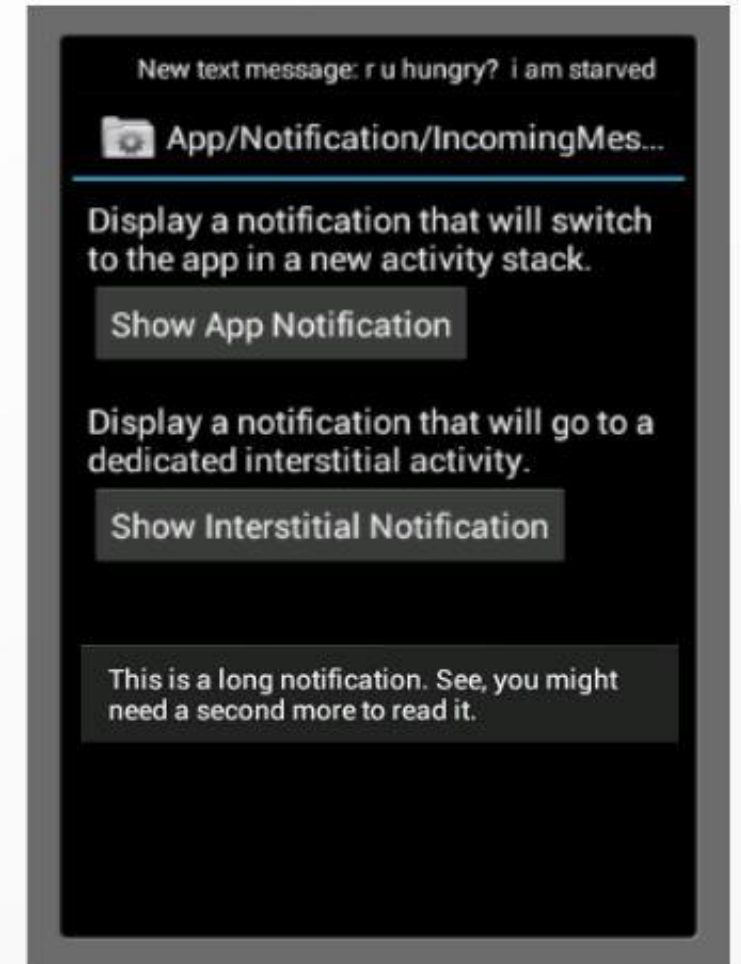 New text message: r u hungry?  i am starved
App/Notification/IncomingMes...
Display a notification that will switch
to the app in a new activity stack.
Show App Notification
Display a notification that will go to a
dedicated interstitial activity.
Show Interstitial Notification
This is a long notification. See, you might
need a second more to read it.